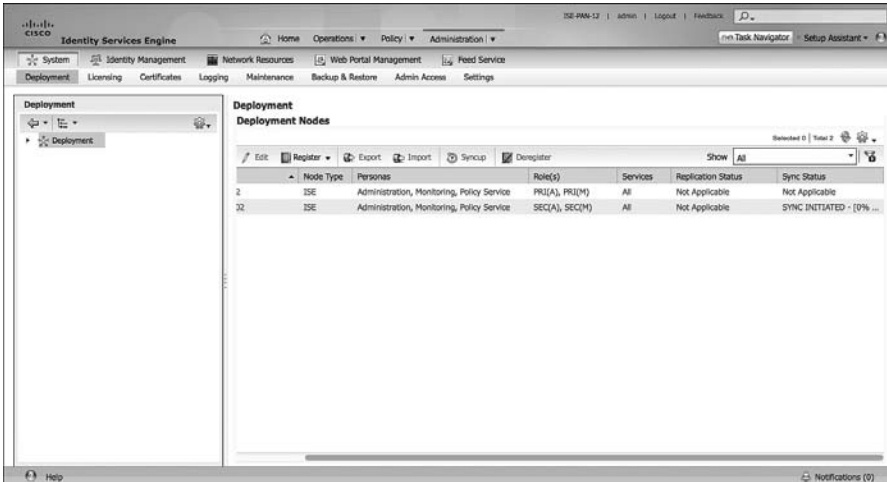 ISE-PAN-12 | admin | Logout | Feedback
CISCO Identity Services Engine
Home Operations Policy Administration
Task Navigator Setup Assistant
System Identity Management Network Resources Web Portal Management Feed Service
Deployment Licensing Certificates Logging Maintenance Backup & Restore Admin Access Settings
Deployment
Deployment
Deployment
Deployment Nodes
Selected 0 | Total 2
Edit Register Export Import Syncup Deregister Show All
Node Type Personas Role(s) Services Replication Status Sync Status
2 ISE Administration, Monitoring, Policy Service PRI(A), PRI(M) All Not Applicable Not Applicable
02 ISE Administration, Monitoring, Policy Service SEC(A), SEC(M) All Not Applicable SYNC INITIATED - [0% ...
Help Notifications (0)